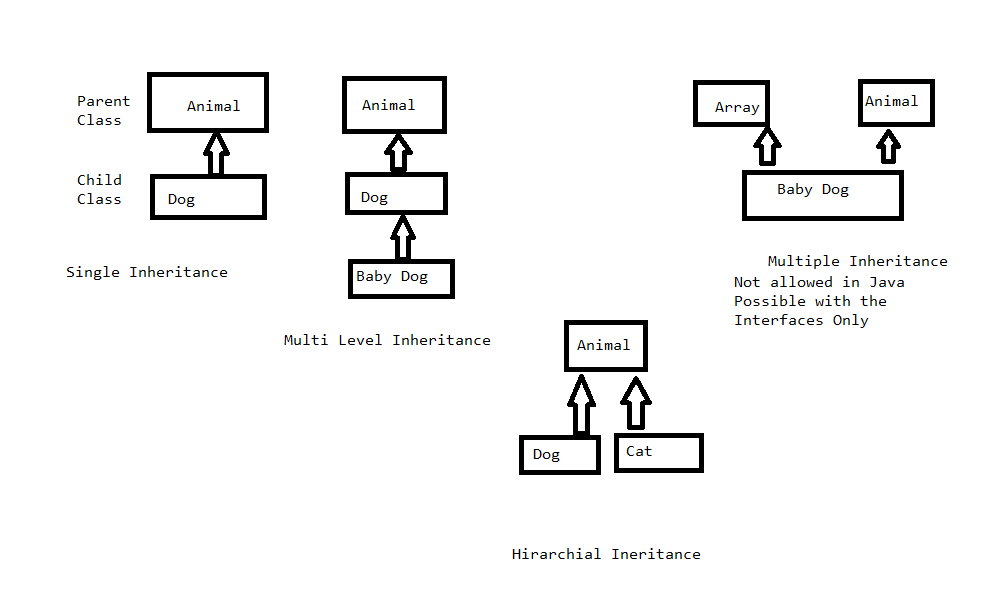 Parent
Class
Animal
Child
Class
Dog
Single Inheritance
Animal
Dog
Baby Dog
Multi Level Inheritance
Array
Animal
Baby Dog
Multiple Inheritance
Not allowed in Java
Possible with the
Interfaces Only
Animal
Dog
Cat
Hirarchial Ineritance